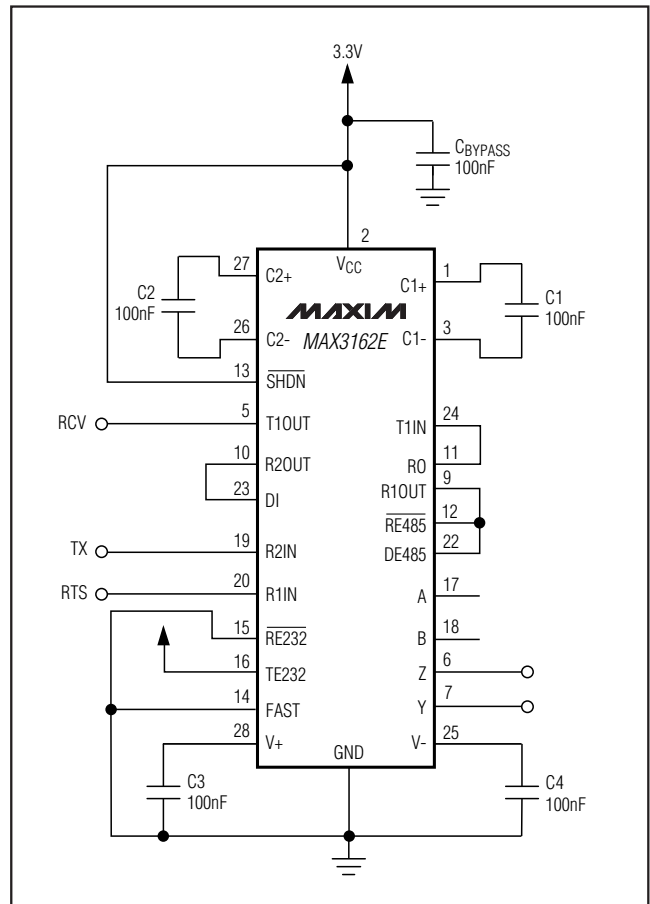 3.3V
CBYPASS
100nF
2
VCC
27
C2+
C1+
1
C2
100nF
C1
100nF
MAXIM
MAX3162E
26
C2-
C1-
3
13
SHDN
RCV
5
T1OUT
T1IN
24
10
R2OUT
RO
11
R1OUT
9
23
DI
RE485
12
TX
19
R2IN
DE485
22
RTS
20
R1IN
A
17
15
RE232
B
18
16
TE232
Z
6
14
FAST
Y
7
28
V+
V-
25
GND
C3
100nF
C4
100nF